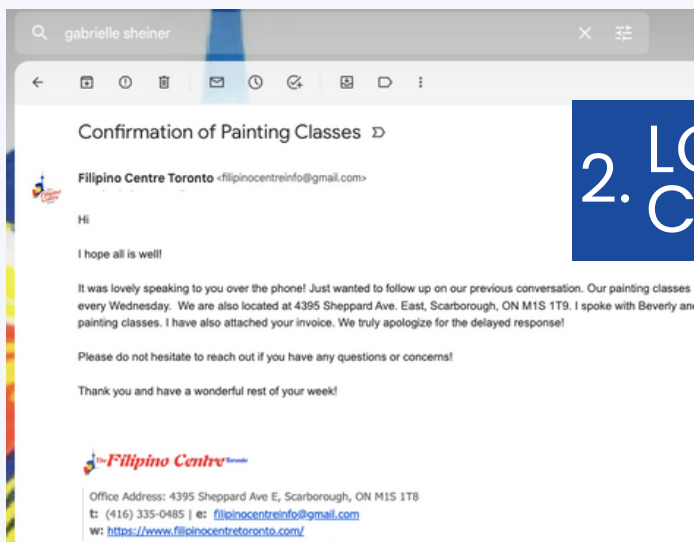 gabrielle sheiner
Confirmation of Painting Classes
2.
Filipino Centre Toronto <filipinocentreinfo@gmail.com>
Hi
I hope all is well!
It was lovely speaking to you over the phone! Just wanted to follow up on our previous conversation. Our painting classes
every Wednesday. We are also located at 4395 Sheppard Ave. East, Scarborough, ON M1S 1T9. I spoke with Beverly and
painting classes. I have also attached your invoice. We truly apologize for the delayed response!
Please do not hesitate to reach out if you have any questions or concerns!
Thank you and have a wonderful rest of your week!
The Filipino Centre Toronto
Office Address: 4395 Sheppard Ave E, Scarborough, ON M1S 1T8
t: (416) 335-0485 | e: filipinocentreinfo@gmail.com
w: https://www.filipinocentretoronto.com/